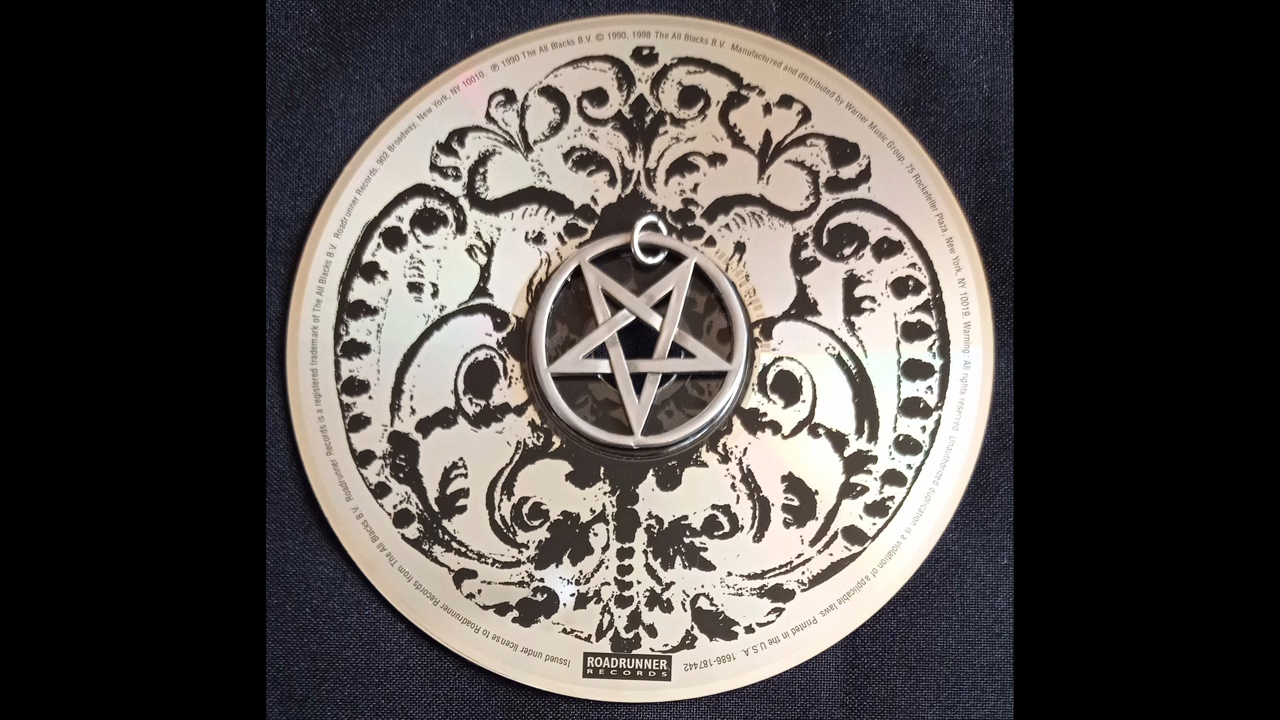 Issued under license to Roadrunner Records from The All Blacks B.V. Roadrunner Records is a registered trademark of The All Blacks B.V. Roadrunner Records, 902 Broadway, New York, NY 10010. ℗ 1990 The All Blacks B.V. © 1990, 1998 The All Blacks B.V. Manufactured and distributed by Warner Music Group, 75 Rockefeller Plaza, New York, NY 10019. Warning: All rights reserved. Unauthorized duplication is a violation of applicable laws. Printed in the U.S.A. 1686-187442
ROADRUNNER
RECORDS